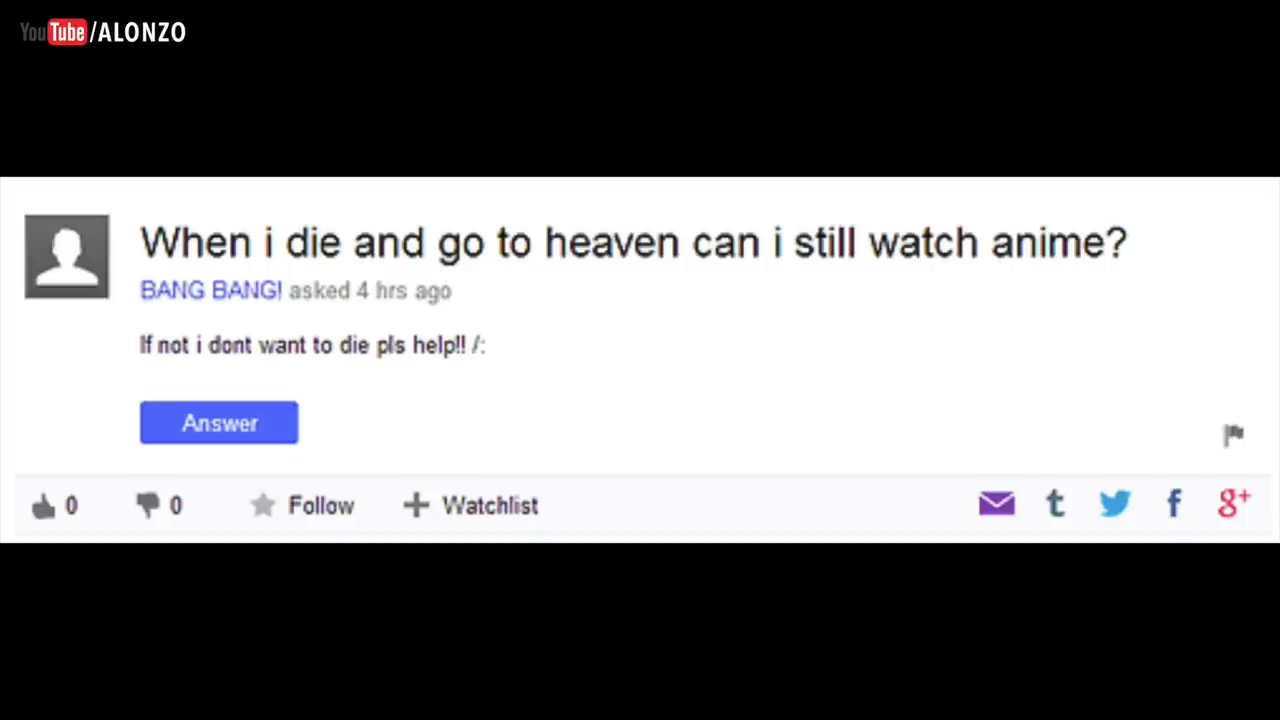 YouTube/ALONZO
When i die and go to heaven can i still watch anime?
BANG BANG! asked 4 hrs ago
If not i dont want to die pls help!! /:
Answer
0 0 Follow + Watchlist t f g+